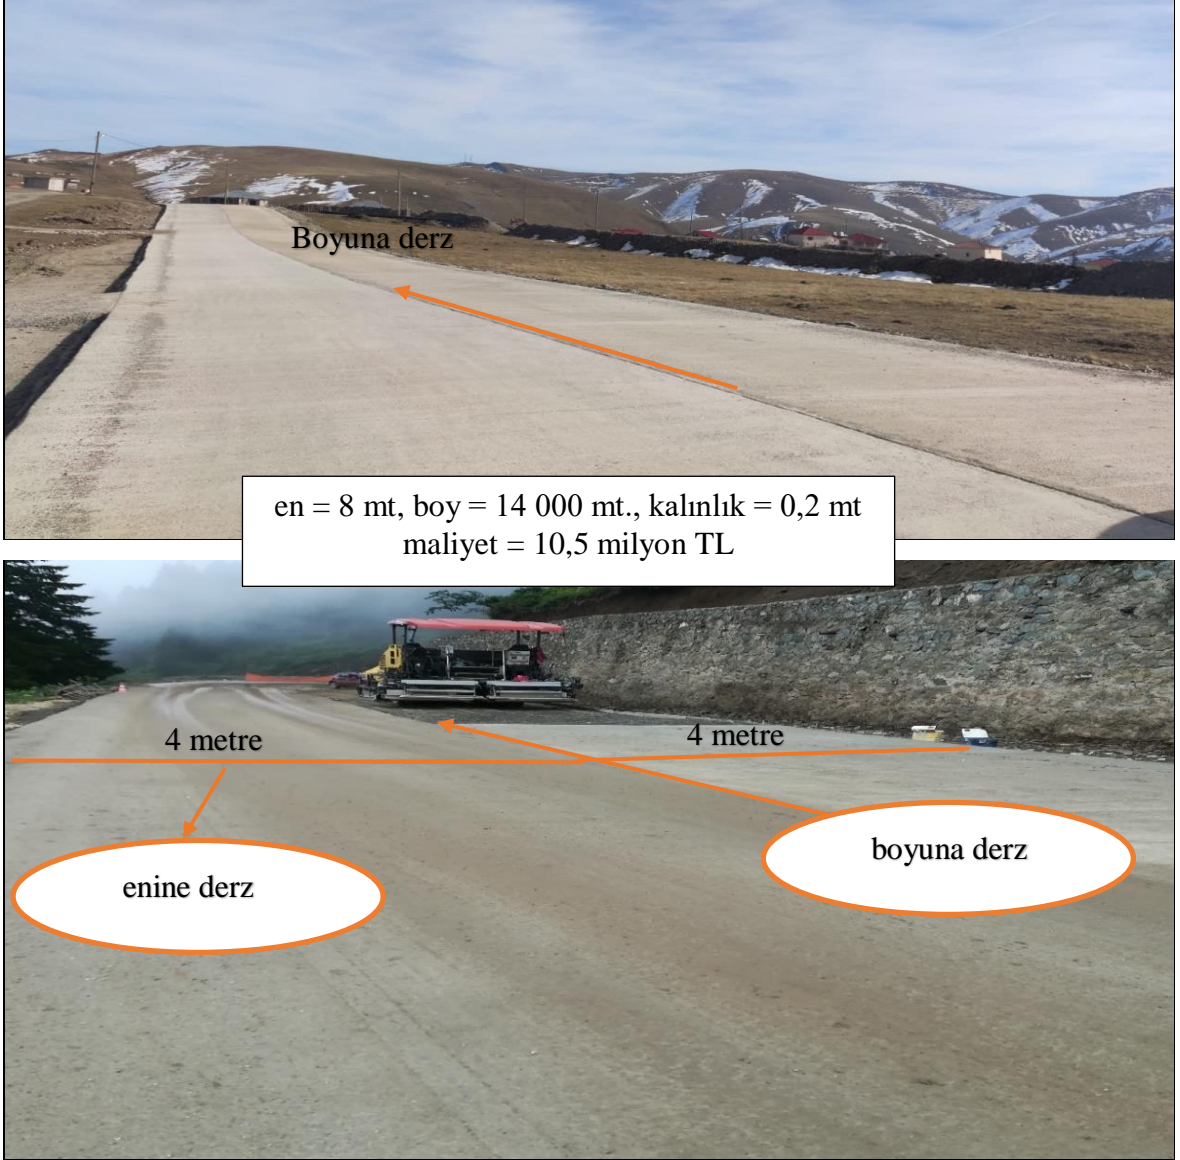 Boyuna derz
en = 8 mt, boy = 14 000 mt., kalınlık = 0,2 mt
maliyet = 10,5 milyon TL
4 metre
4 metre
boyuna derz
enine derz